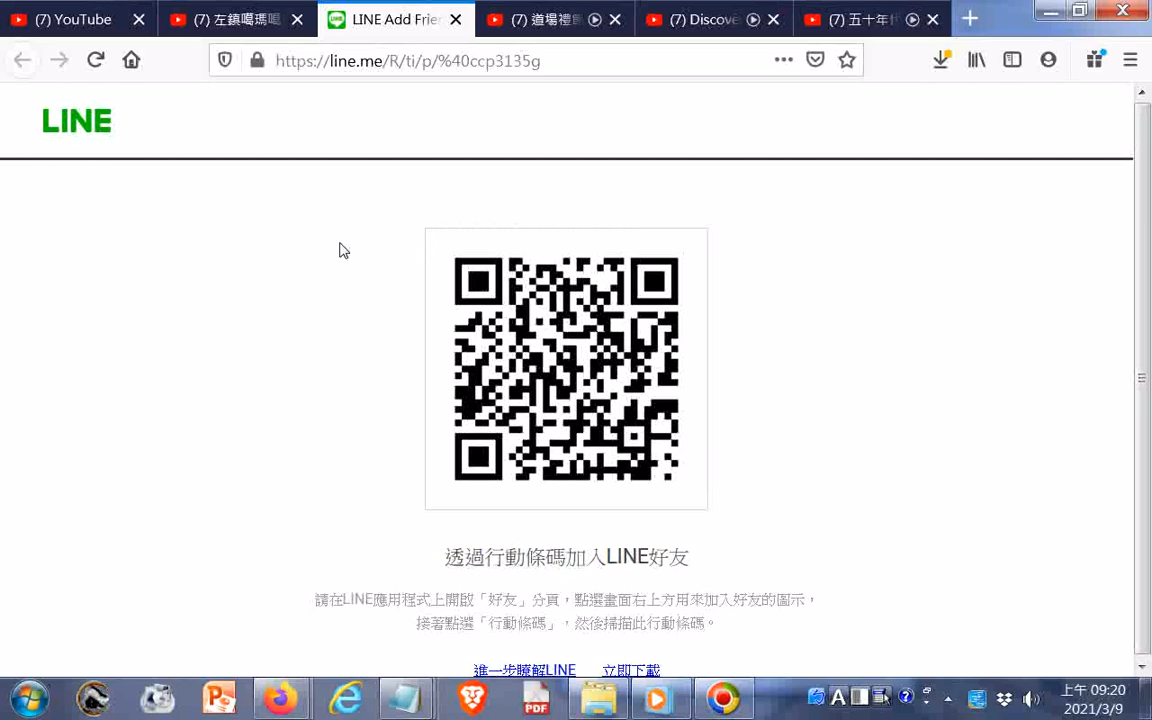 (7) YouTube
(7) 左鎮噶瑪噶
LINE Add Frie
(7) 道場禮
(7) Discove
(7) 五十年
https://line.me/R/ti/p/%40ccp3135g
LINE
透過行動條碼加入LINE好友
請在LINE應用程式上開啟「好友」分頁，點選畫面右上方用來加入好友的圖示，
接著點選「行動條碼」，然後掃描此行動條碼。
進一步瞭解LINE 立即下載
PDF
A
上午 09:20
2021/3/9